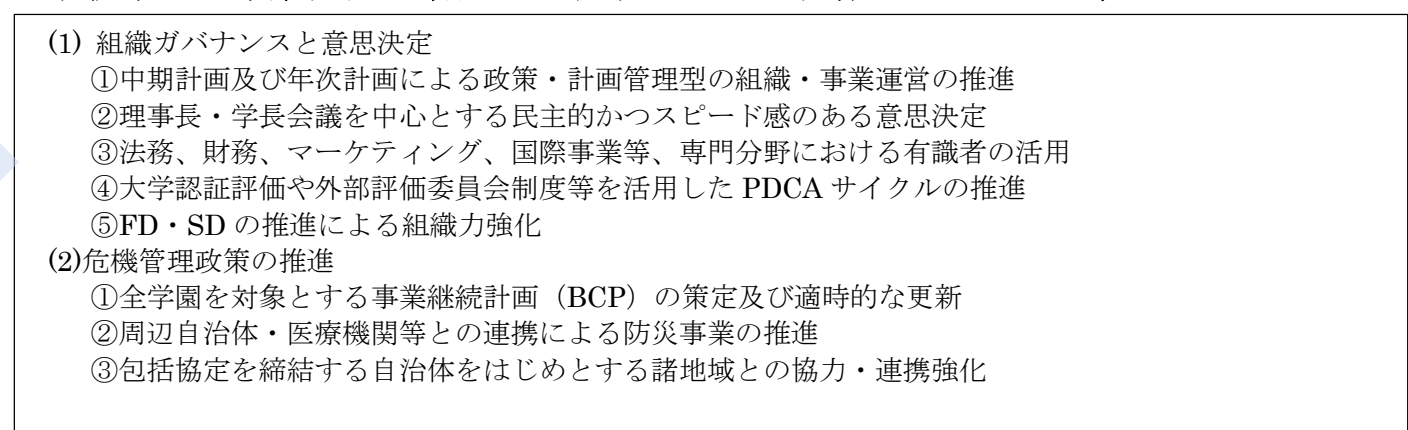 (1) 組織ガバナンスと意思決定
①中期計画及び年次計画による政策・計画管理型の組織・事業運営の推進
②理事長・学長会議を中心とする民主的かつスピード感のある意思決定
③法務、財務、マーケティング、国際事業等、専門分野における有識者の活用
④大学認証評価や外部評価委員会制度等を活用した PDCA サイクルの推進
⑤FD・SD の推進による組織力強化
(2)危機管理政策の推進
①全学園を対象とする事業継続計画（BCP）の策定及び適時的な更新
②周辺自治体・医療機関等との連携による防災事業の推進
③包括協定を締結する自治体をはじめとする諸地域との協力・連携強化